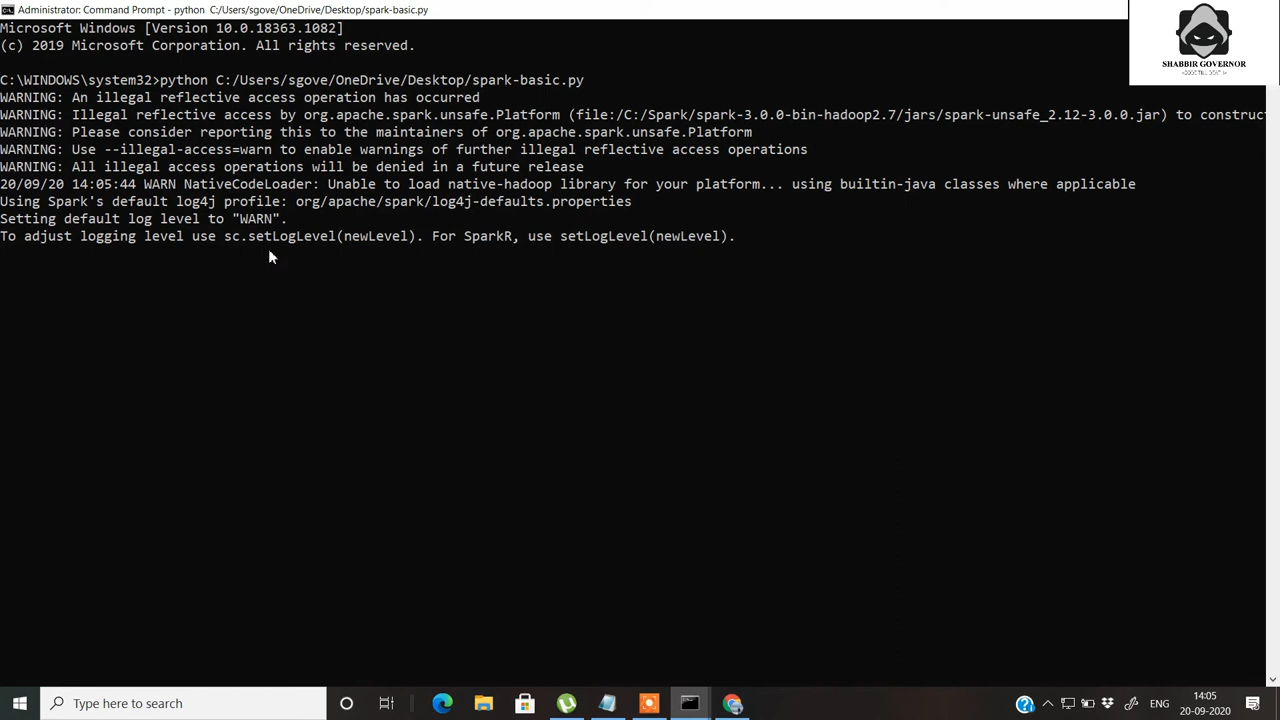 Administrator: Command Prompt - python  C:/Users/sgove/OneDrive/Desktop/spark-basic.py
Microsoft Windows [Version 10.0.18363.1082]
(c) 2019 Microsoft Corporation. All rights reserved.
SHABBIR GOVERNOR
C:\WINDOWS\system32>python C:/Users/sgove/OneDrive/Desktop/spark-basic.py
WARNING: An illegal reflective access operation has occurred
WARNING: Illegal reflective access by org.apache.spark.unsafe.Platform (file:/C:/Spark/spark-3.0.0-bin-hadoop2.7/jars/spark-unsafe_2.12-3.0.0.jar) to construc
WARNING: Please consider reporting this to the maintainers of org.apache.spark.unsafe.Platform
WARNING: Use --illegal-access=warn to enable warnings of further illegal reflective access operations
WARNING: All illegal access operations will be denied in a future release
20/09/20 14:05:44 WARN NativeCodeLoader: Unable to load native-hadoop library for your platform... using builtin-java classes where applicable
Using Spark's default log4j profile: org/apache/spark/log4j-defaults.properties
Setting default log level to "WARN".
To adjust logging level use sc.setLogLevel(newLevel). For SparkR, use setLogLevel(newLevel).
Type here to search
ENG
14:05
20-09-2020